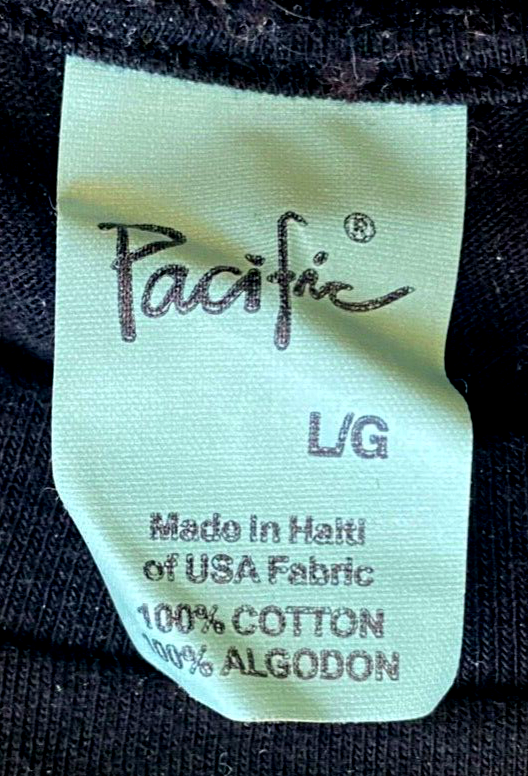 Pacific®
L/G
Made in Haiti
of USA Fabric
100% COTTON
100% ALGODON